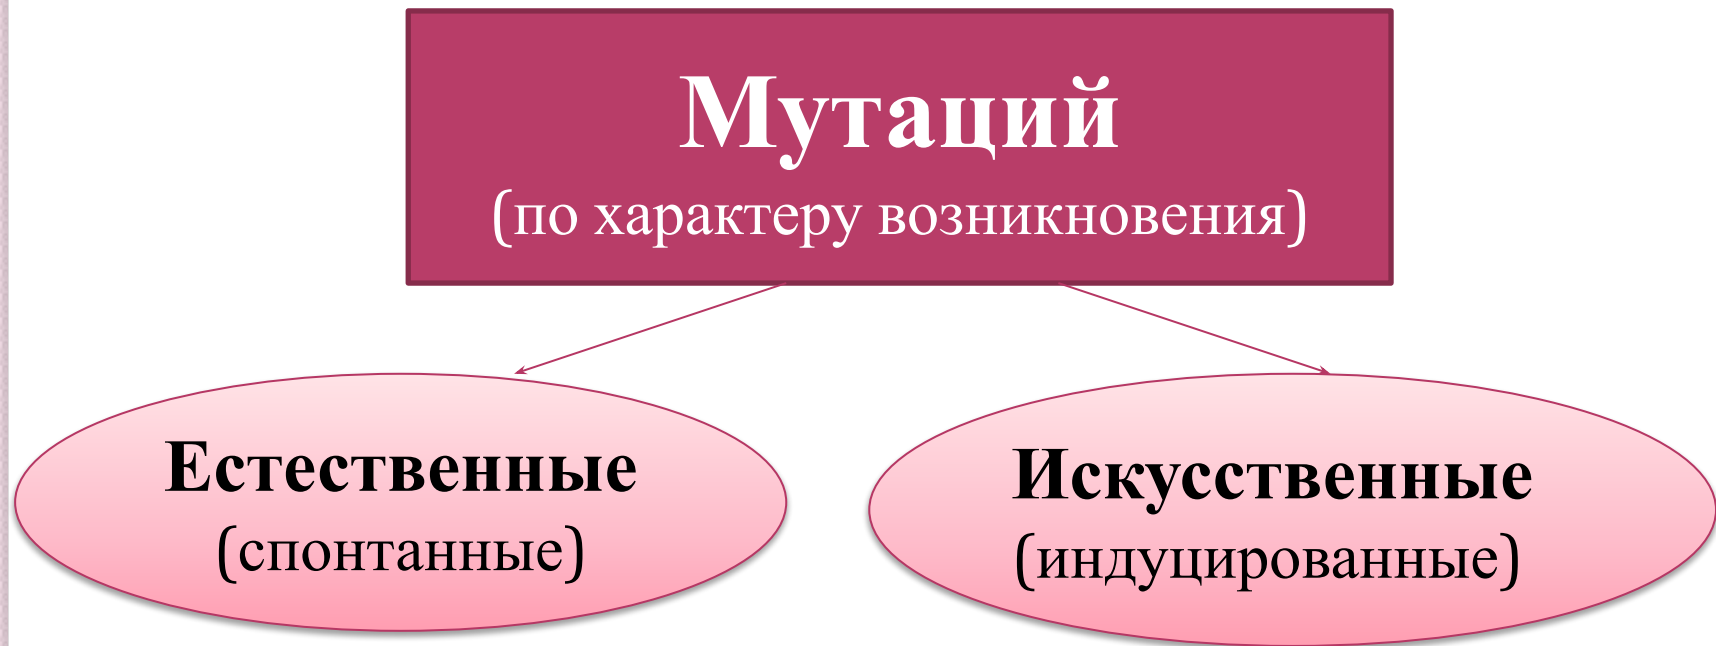 Мутаций
(по характеру возникновения)
Естественные
(спонтанные)
Искусственные
(индуцированные)